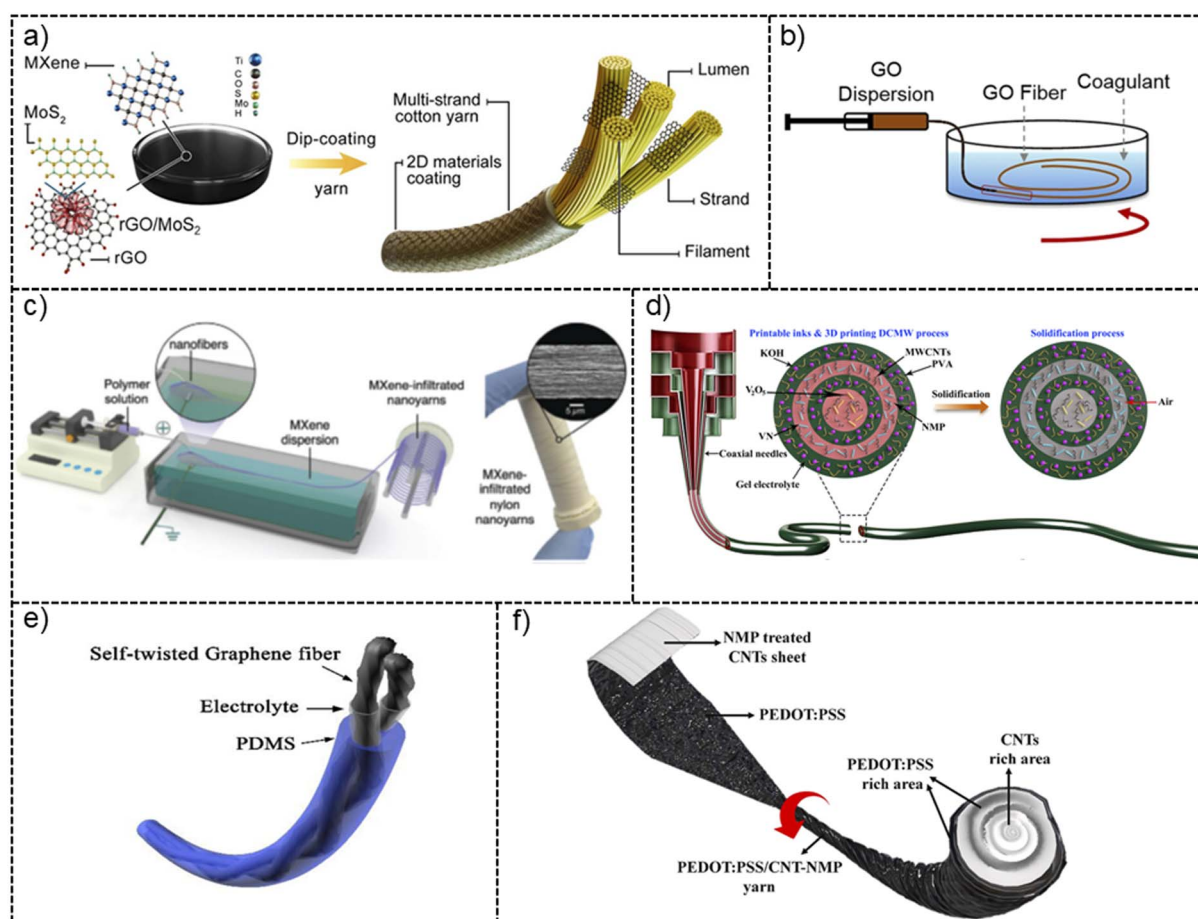 a)
MXene
Ti
C
O
S
Mo
H
MoS2
rGO/MoS2
rGO
Dip-coating
yarn
Multi-strand
cotton yarn
2D materials
coating
Lumen
Strand
Filament
b)
GO
Dispersion
GO Fiber
Coagulant
c)
nanofibers
Polymer
solution
MXene
dispersion
MXene-infiltrated
nanoyarns
5 μm
MXene-
infiltrated
nylon
nanoyarns
d)
Printable inks & 3D printing DCMW process
Solidification process
KOH
MWCNTs
PVA
V2O5
Solidification
Air
VN
NMP
Coaxial needles
Gel electrolyte
e)
Self-twisted Graphene fiber
Electrolyte
PDMS
f)
NMP treated
CNTs sheet
PEDOT:PSS
CNTs
rich area
PEDOT:PSS
rich area
PEDOT:PSS/CNT-NMP
yarn